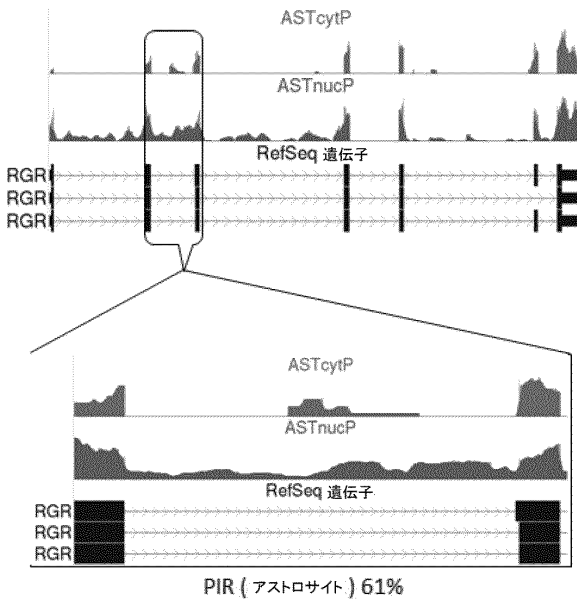 ASTcytP
ASTnucP
RefSeq 遺伝子
RGR
RGR
RGR
ASTcytP
ASTnucP
RefSeq 遺伝子
RGR
RGR
RGR
PIR ( アストロサイト ) 61%